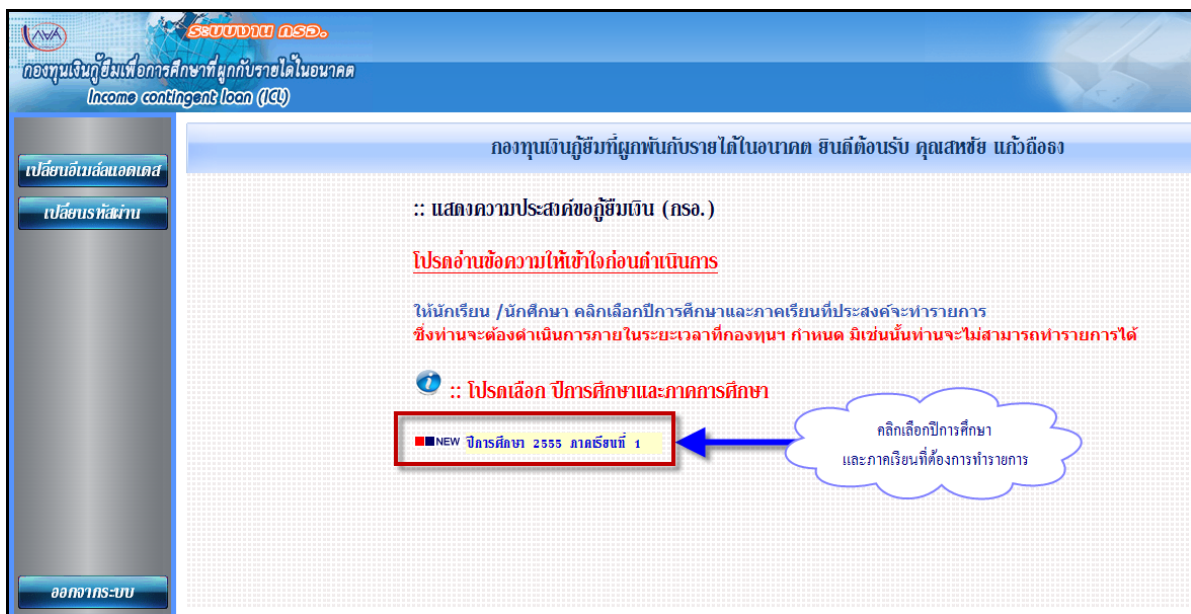 ระบบงาน กรอ.
กองทุนเงินกู้ยืมเพื่อการศึกษาที่ผูกกับรายได้ในอนาคต
Income contingent loan (ICL)
เปลี่ยนอีเมล์แอดเดส
เปลี่ยนรหัสผ่าน
กองทุนเงินกู้ยืมที่ผูกพันกับรายได้ในอนาคต ยินดีต้อนรับ คุณสหชัย แก้วถือธง
:: แสดงความประสงค์ขอกู้ยืมเงิน (กรอ.)
โปรดอ่านข้อความให้เข้าใจก่อนดำเนินการ
ให้นักเรียน /นักศึกษา คลิกเลือกปีการศึกษาและภาคเรียนที่ประสงค์จะทำรายการ
ซึ่งท่านจะต้องดำเนินการภายในระยะเวลาที่กองทุนฯ กำหนด มิเช่นนั้นท่านจะไม่สามารถทำรายการได้
:: โปรดเลือก ปีการศึกษาและภาคการศึกษา
NEW ปีการศึกษา 2555 ภาคเรียนที่ 1
คลิกเลือกปีการศึกษา
และภาคเรียนที่ต้องการทำรายการ
ออกจากระบบ